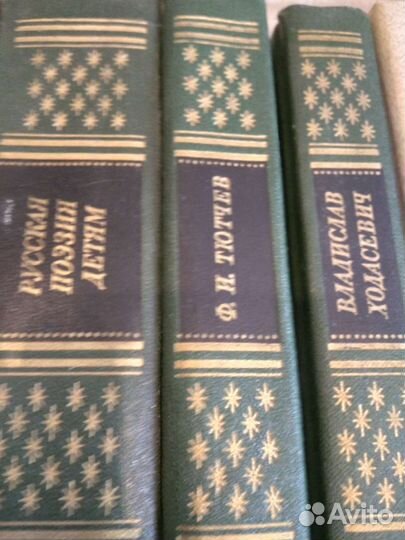 РУССКАЯ
ПОЭЗИЯ
ДЕТЯМ
Ф. И. ТЮТЧЕВ
ВЛАДИСЛАВ
ХОДАСЕВИЧ
Avito